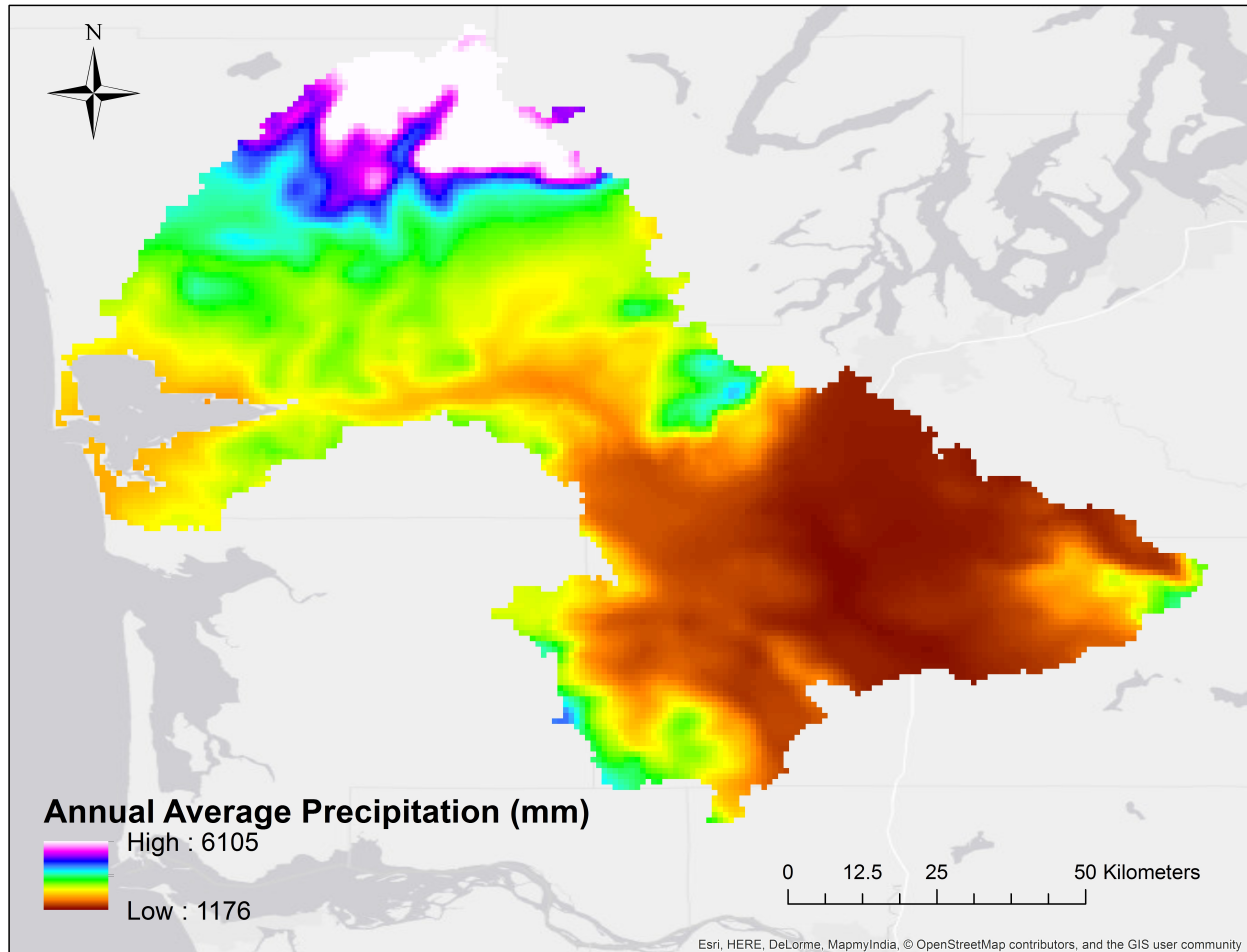 N
Annual Average Precipitation (mm)
High : 6105
Low : 1176
0 12.5 25 50 Kilometers
Esri, HERE, DeLorme, MapmyIndia, © OpenStreetMap contributors, and the GIS user community